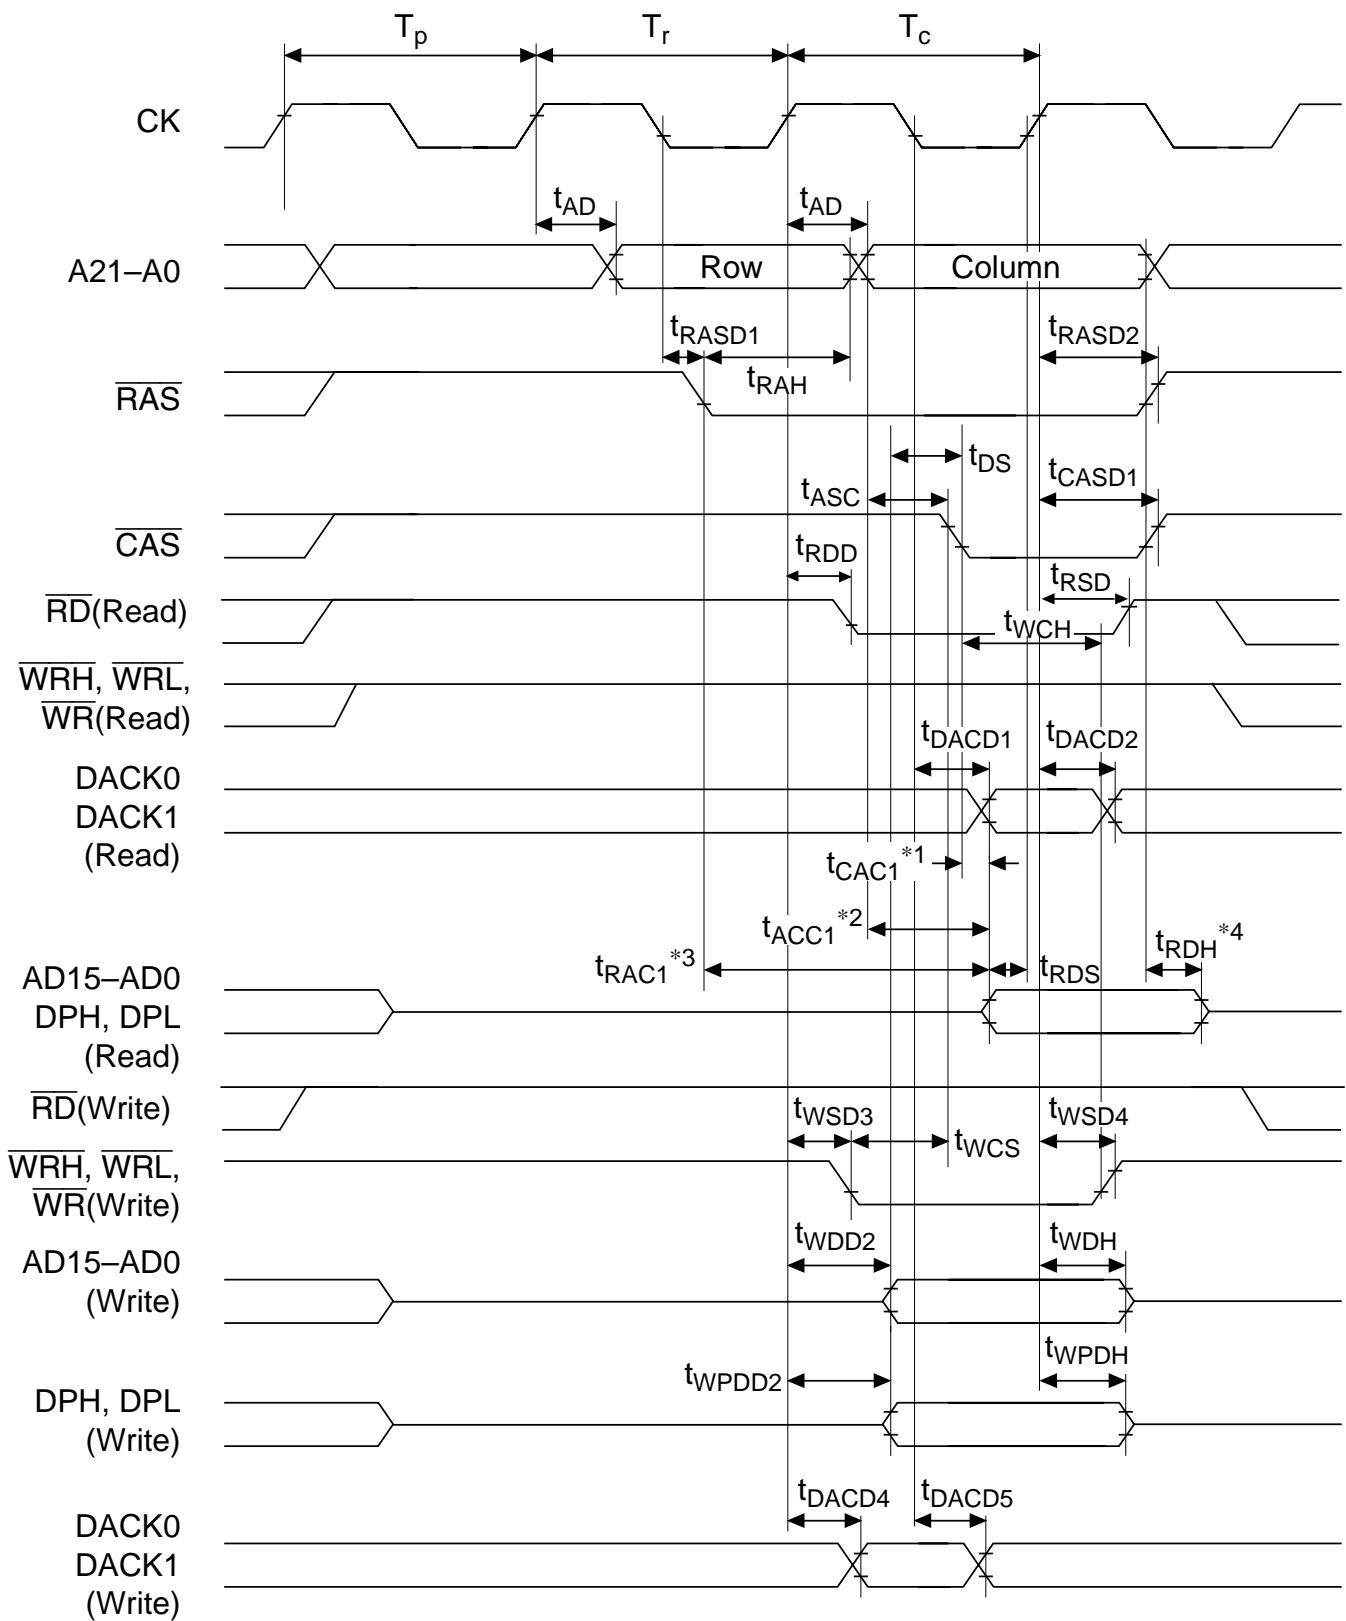 Tp Tr Tc
CK
tAD tAD
A21–A0 Row Column
tRASD1 tRASD2
tRAH
RAS
tDS
tASC tCASD1
CAS
tRDD tRSD
RD(Read)
tWCH
WRH, WRL,
WR(Read)
tDACD1 tDACD2
DACK0
DACK1
(Read)
tCAC1*1
tACC1*2
tRAC1*3 tRDS tRDH*4
AD15–AD0
DPH, DPL
(Read)
RD(Write)
tWSD3 tWCS tWSD4
WRH, WRL,
WR(Write)
tWDD2 tWDH
AD15–AD0
(Write)
tWPDD2 tWPDH
DPH, DPL
(Write)
tDACD4 tDACD5
DACK0
DACK1
(Write)